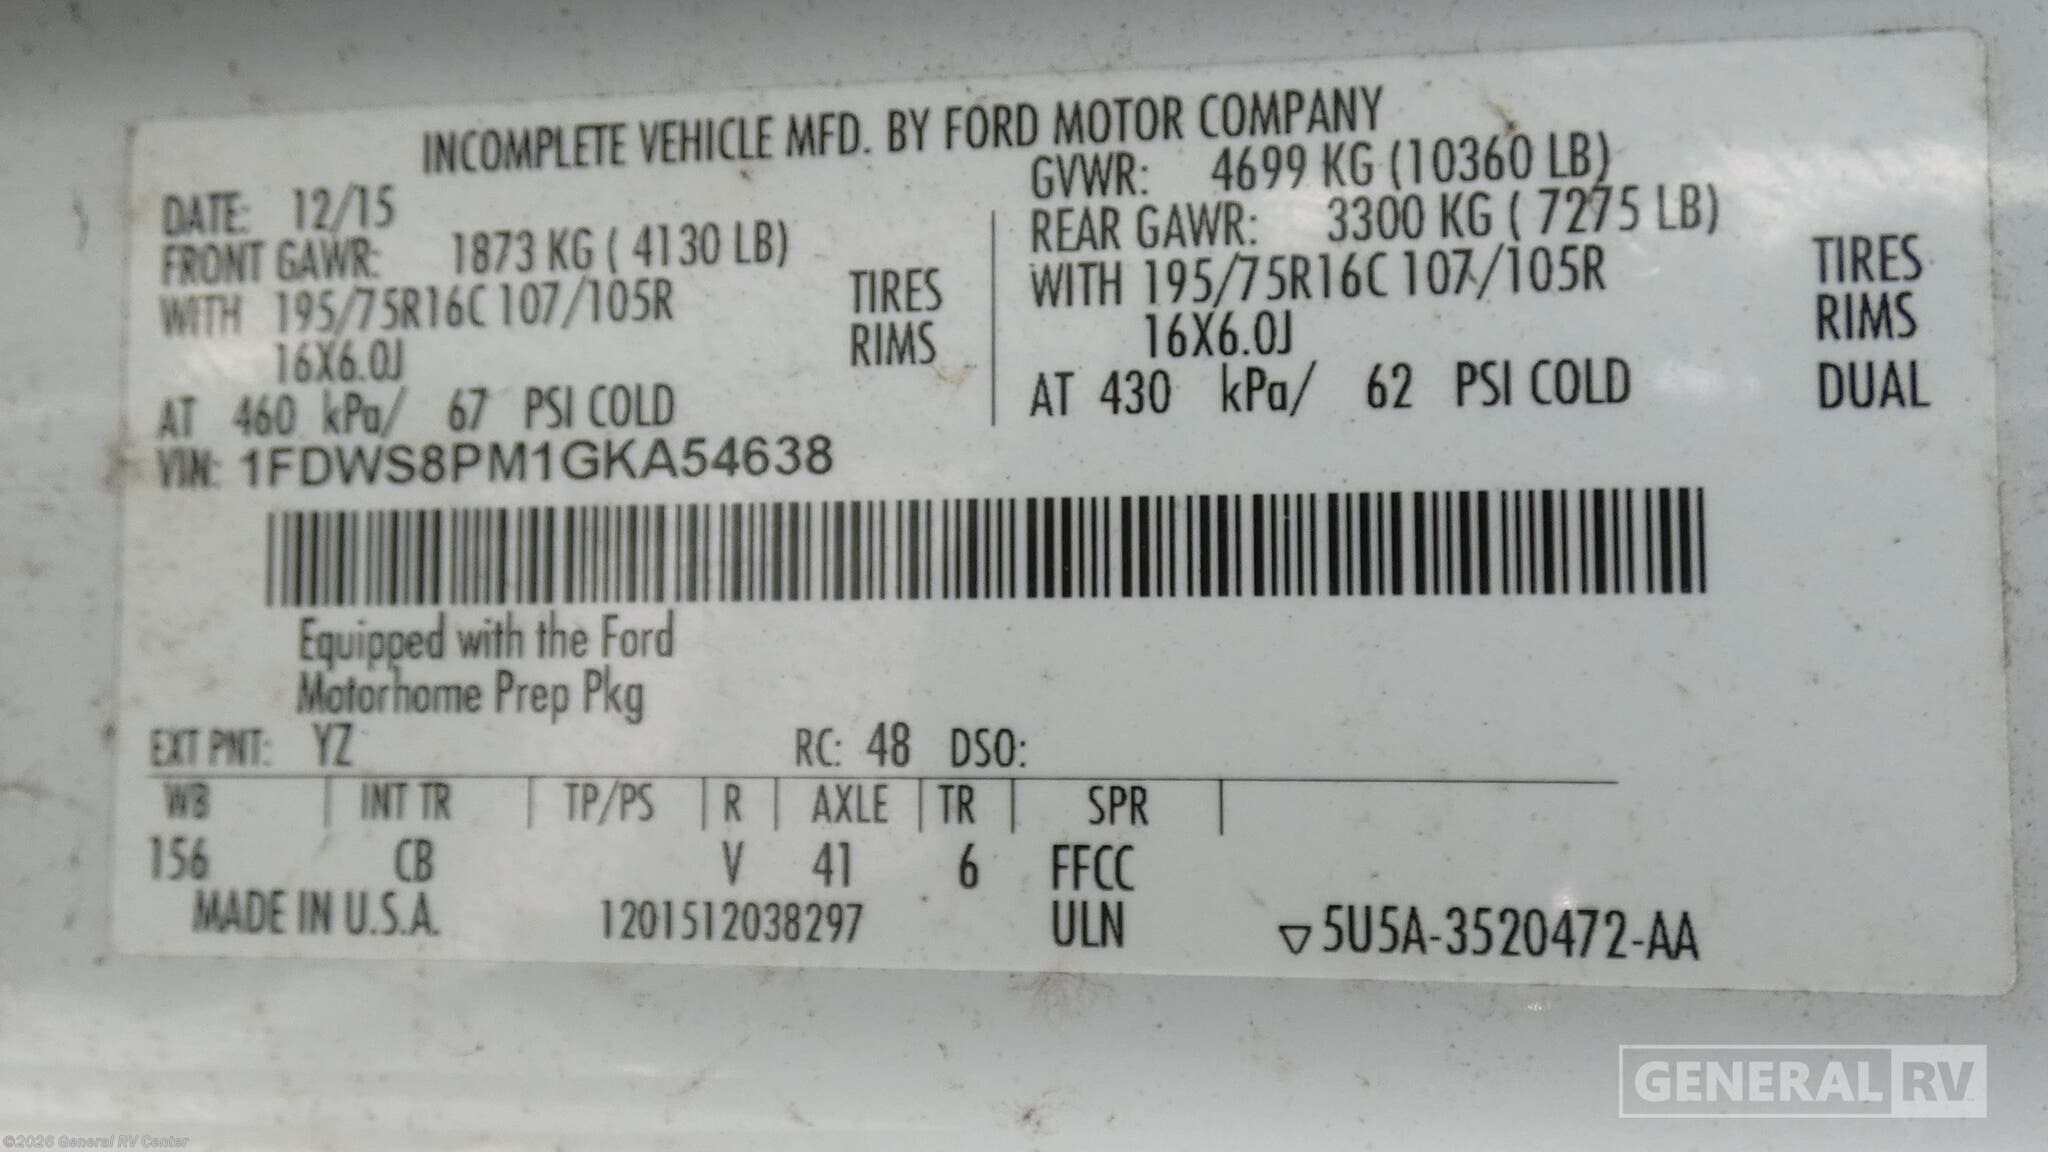 INCOMPLETE VEHICLE MFD. BY FORD MOTOR COMPANY
DATE: 12/15
GVWR: 4699 KG (10360 LB)
FRONT GAWR: 1873 KG ( 4130 LB)
REAR GAWR: 3300 KG ( 7275 LB)
WITH 195/75R16C 107/105R TIRES
WITH 195/75R16C 107/105R TIRES
16X6.0J RIMS
16X6.0J RIMS
AT 460 kPa/ 67 PSI COLD
AT 430 kPa/ 62 PSI COLD DUAL
VIN: 1FDWS8PM1GKA54638
Equipped with the Ford
Motorhome Prep Pkg
EXT PNT: YZ RC: 48 DSO:
WB | INT TR | TP/PS | R | AXLE | TR | SPR |
156 CB V 41 6 FFCC
MADE IN U.S.A. 1201512038297 ULN ▽5U5A-3520472-AA
GENERAL RV
©2026 General RV Center